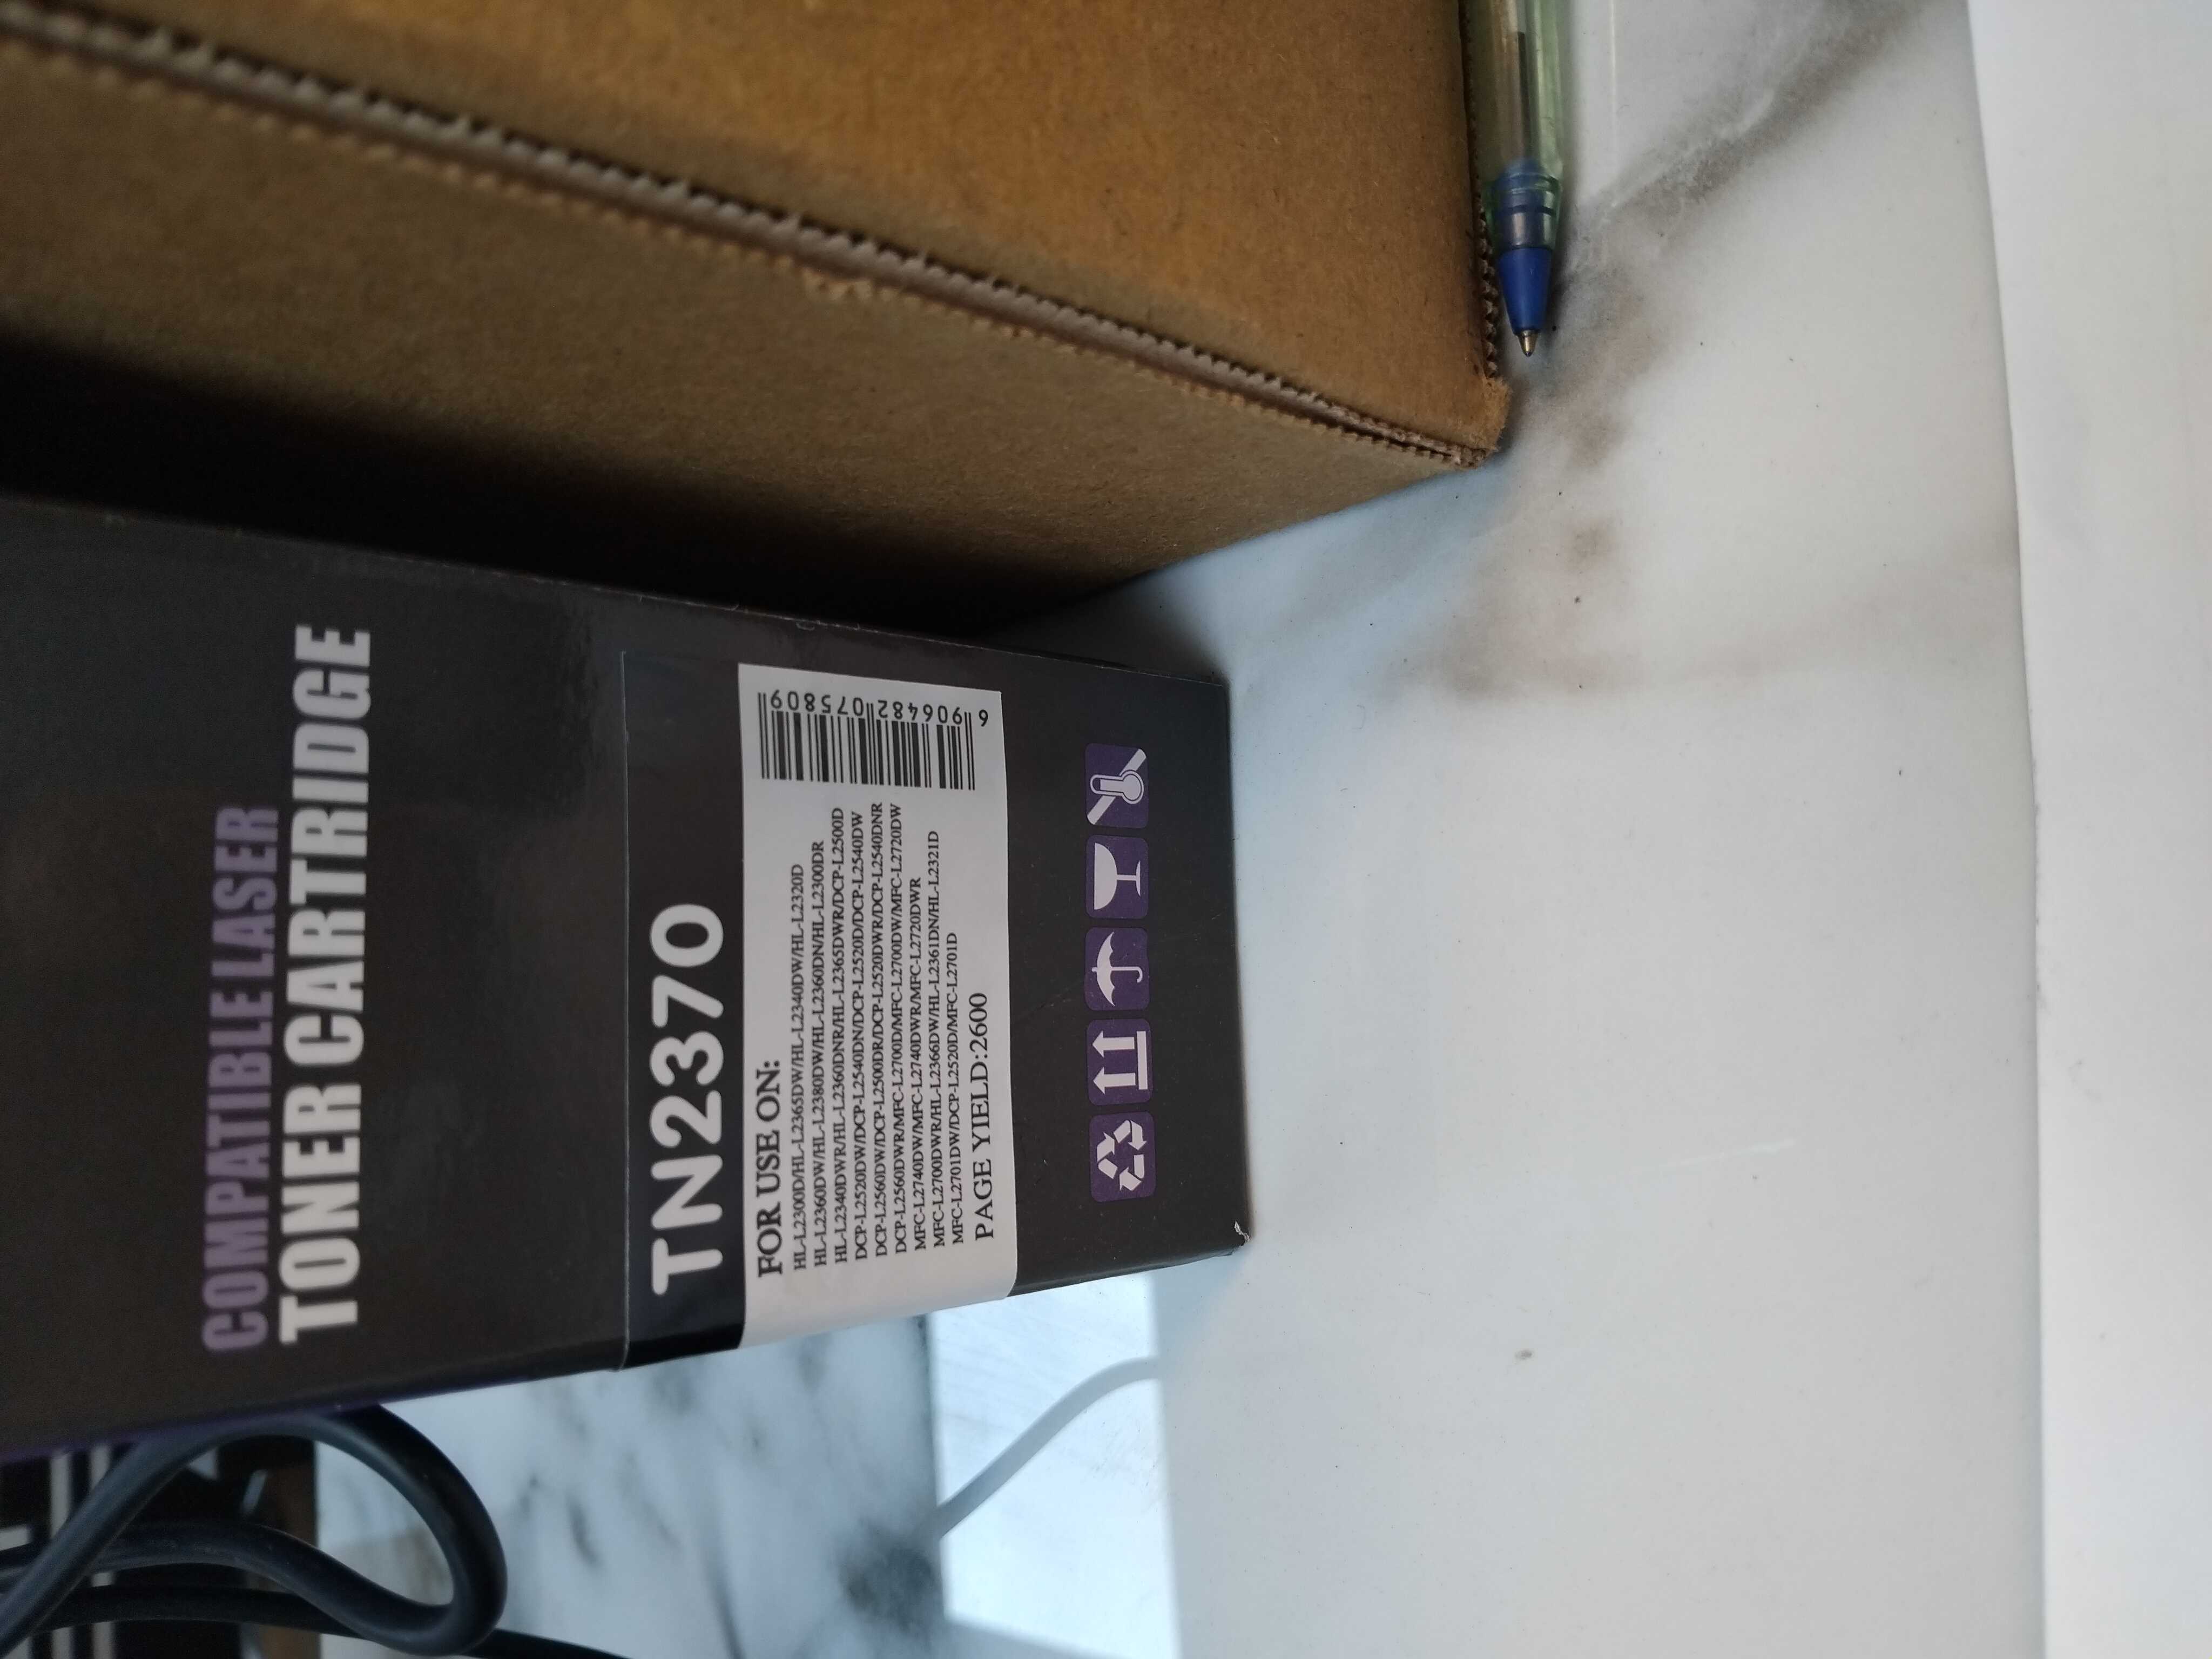 COMPATIBLE LASER
TONER CARTRIDGE
TN2370
FOR USE ON:
HL-L2300D/HL-L2365DW/HL-L2340DW/HL-L2320D
HL-L2360DW/HL-L2380DW/HL-L2360DN/HL-L2300DR
HL-L2340DWR/HL-L2360DNR/HL-L2365DWR/DCP-L2500D
DCP-L2520DW/DCP-L2540DN/DCP-L2520D/DCP-L2540DW
DCP-L2560DW/DCP-L2500DR/DCP-L2520DWR/DCP-L2540DNR
DCP-L2560DWR/MFC-L2700D/MFC-L2700DW/MFC-L2720DW
MFC-L2740DW/MFC-L2740DWR/MFC-L2720DWR
MFC-L2700DWR/HL-L2366DW/HL-L2361DN/HL-L2321D
MFC-L2701DW/DCP-L2520D/MFC-L2701D
PAGE YIELD:2600
6 906482 075809